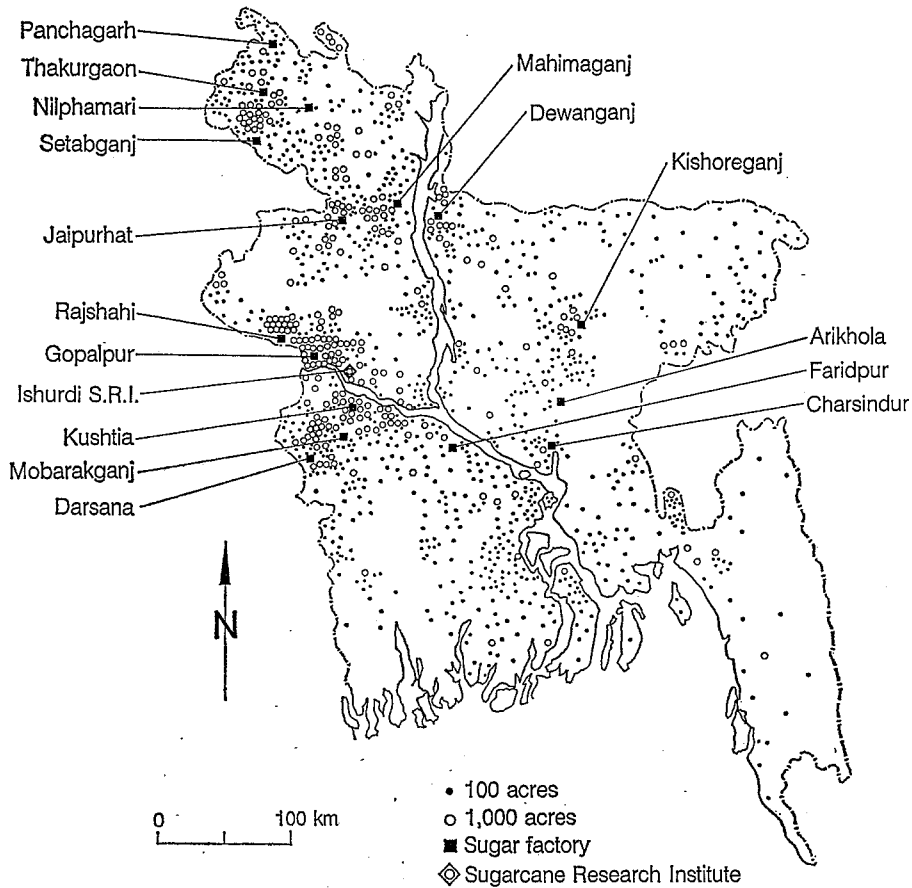 Panchagarh
Thakurgaon
Nilphamari
Setabganj
Jaipurhat
Rajshahi
Gopalpur
Ishurdi S.R.I.
Kushtia
Mobarakganj
Darsana
Mahimaganj
Dewanganj
Kishoreganj
Arikhola
Faridpur
Charsindur
N
0 100 km
100 acres
1,000 acres
Sugar factory
Sugarcane Research Institute